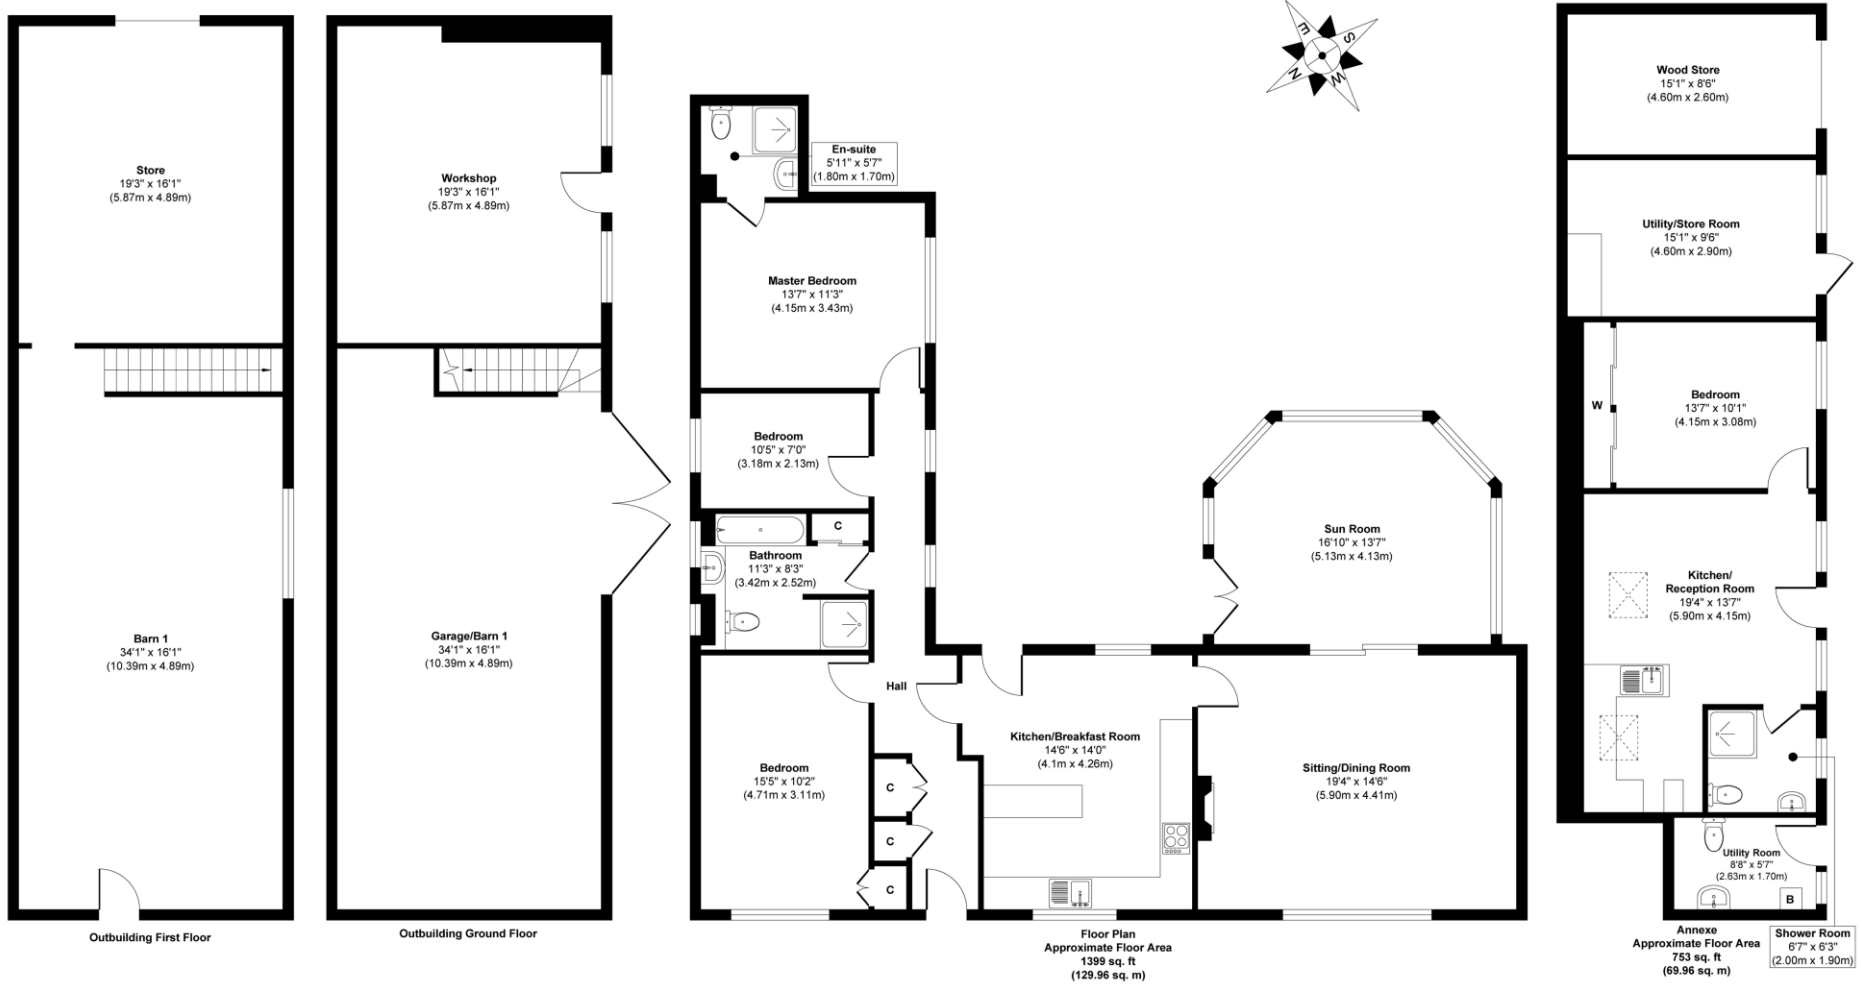 Store
19'3" x 16'1"
(5.87m x 4.89m)
Barn 1
34'1" x 16'1"
(10.39m x 4.89m)
Outbuilding First Floor
Workshop
19'3" x 16'1"
(5.87m x 4.89m)
Garage/Barn 1
34'1" x 16'1"
(10.39m x 4.89m)
Outbuilding Ground Floor
En-suite
5'11" x 5'7"
(1.80m x 1.70m)
Master Bedroom
13'7" x 11'3"
(4.15m x 3.43m)
Bedroom
10'5" x 7'0"
(3.18m x 2.13m)
C
Bathroom
11'3" x 8'3"
(3.42m x 2.52m)
Hall
Bedroom
15'5" x 10'2"
(4.71m x 3.11m)
C
C
C
Kitchen/Breakfast Room
14'6" x 14'0"
(4.1m x 4.26m)
Sun Room
16'10" x 13'7"
(5.13m x 4.13m)
Sitting/Dining Room
19'4" x 14'6"
(5.90m x 4.41m)
Floor Plan
Approximate Floor Area
1399 sq. ft
(129.96 sq. m)
E
S
N
W
Wood Store
15'1" x 8'6"
(4.60m x 2.60m)
Utility/Store Room
15'1" x 9'6"
(4.60m x 2.90m)
W
Bedroom
13'7" x 10'1"
(4.15m x 3.08m)
Kitchen/
Reception Room
19'4" x 13'7"
(5.90m x 4.15m)
Utility Room
8'8" x 5'7"
(2.63m x 1.70m)
B
Annexe
Approximate Floor Area
753 sq. ft
(69.96 sq. m)
Shower Room
6'7" x 6'3"
(2.00m x 1.90m)